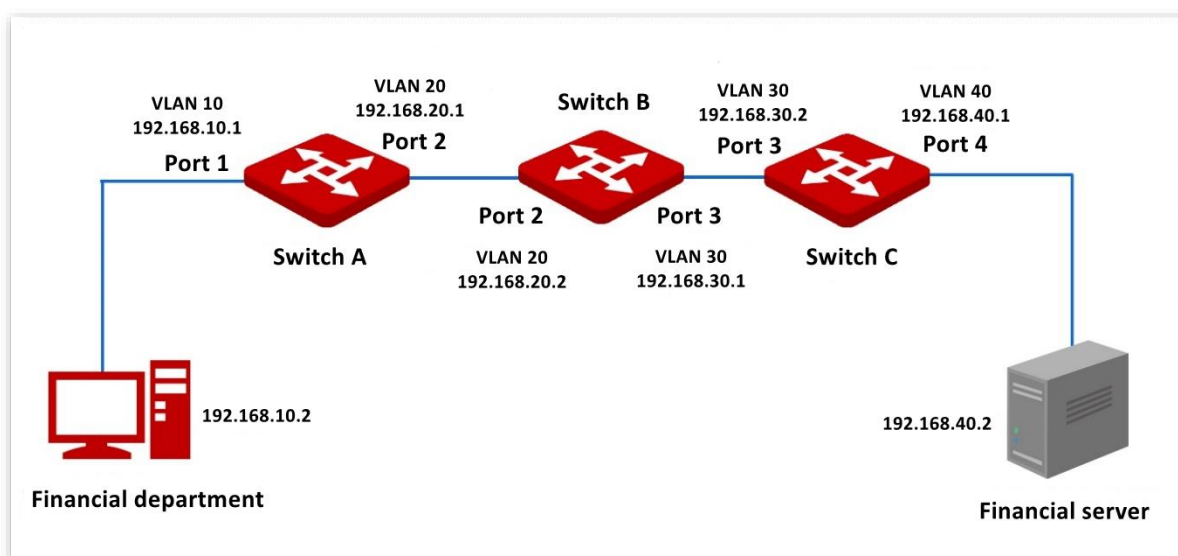 VLAN 10
192.168.10.1
Port 1
VLAN 20
192.168.20.1
Port 2
Switch A
Switch B
Port 2
VLAN 20
192.168.20.2
Port 3
VLAN 30
192.168.30.1
VLAN 30
192.168.30.2
Port 3
VLAN 40
192.168.40.1
Port 4
Switch C
192.168.10.2
Financial department
192.168.40.2
Financial server